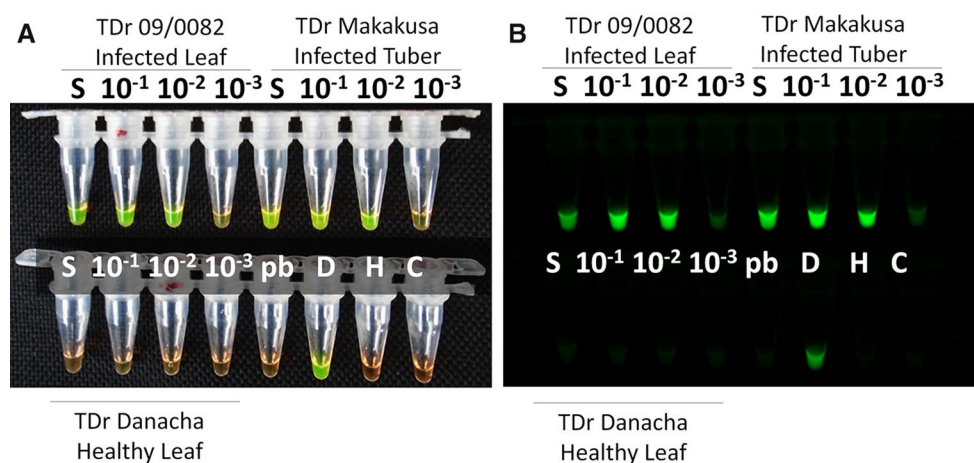 A
TDr 09/0082
Infected Leaf
TDr Makakusa
Infected Tuber
S 10⁻¹ 10⁻² 10⁻³ S 10⁻¹ 10⁻² 10⁻³
S 10⁻¹ 10⁻² 10⁻³ pb D H C
TDr Danacha
Healthy Leaf
B
TDr 09/0082
Infected Leaf
TDr Makakusa
Infected Tuber
S 10⁻¹ 10⁻² 10⁻³ S 10⁻¹ 10⁻² 10⁻³
S 10⁻¹ 10⁻² 10⁻³ pb D H C
TDr Danacha
Healthy Leaf